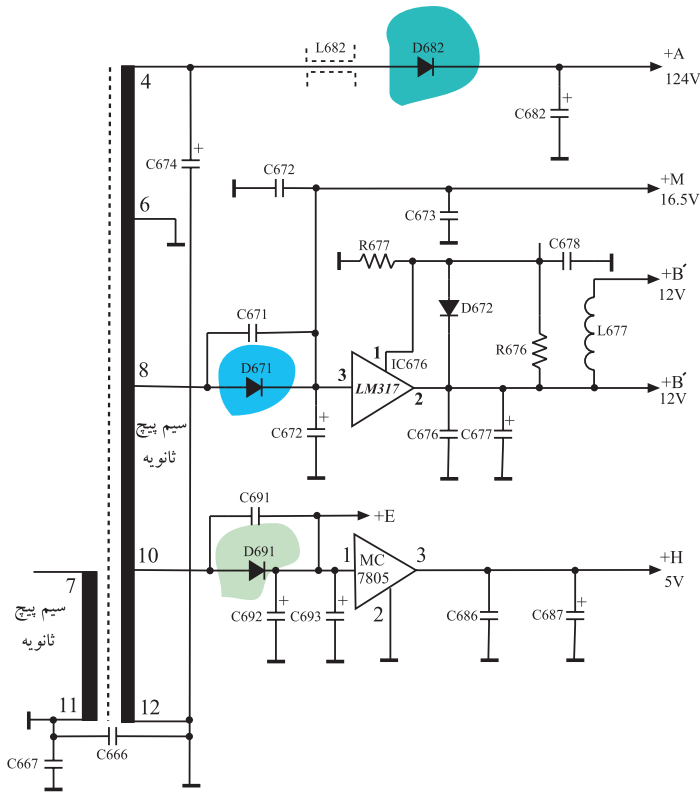 L682
D682
+A
124V
4
+
C682
+
C674
C672
+M
16.5V
6
C673
R677
C678
+B´
12V
C671
D672
L677
8
D671
1
IC676
R676
3
LM317
2
+B´
12V
+
C672
C676
C677
+
سیم پیچ
ثانویه
C691
+E
10
D691
1
MC
7805
3
+H
5V
2
+
C692
C693
+
C686
C687
+
7
سیم پیچ
ثانویه
11
12
C666
C667